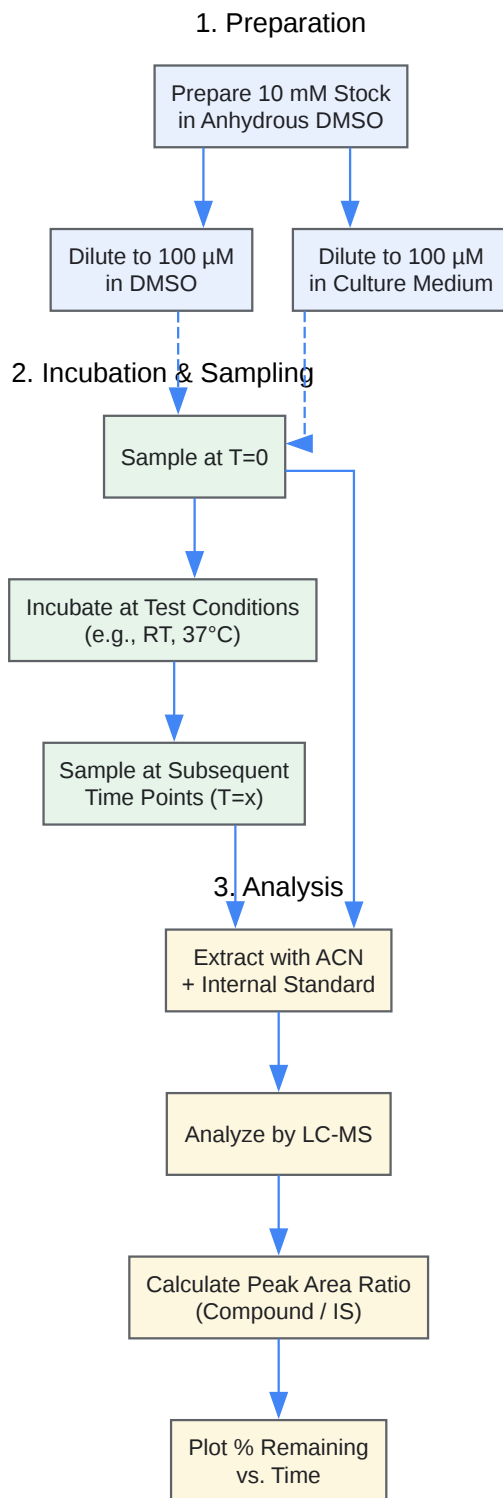 1. Preparation
Prepare 10 mM Stock
in Anhydrous DMSO
Dilute to 100 µM
in DMSO
Dilute to 100 µM
in Culture Medium
2. Incubation & Sampling
Sample at T=0
Incubate at Test Conditions
(e.g., RT, 37°C)
Sample at Subsequent
Time Points (T=x)
3. Analysis
Extract with ACN
+ Internal Standard
Analyze by LC-MS
Calculate Peak Area Ratio
(Compound / IS)
Plot % Remaining
vs. Time